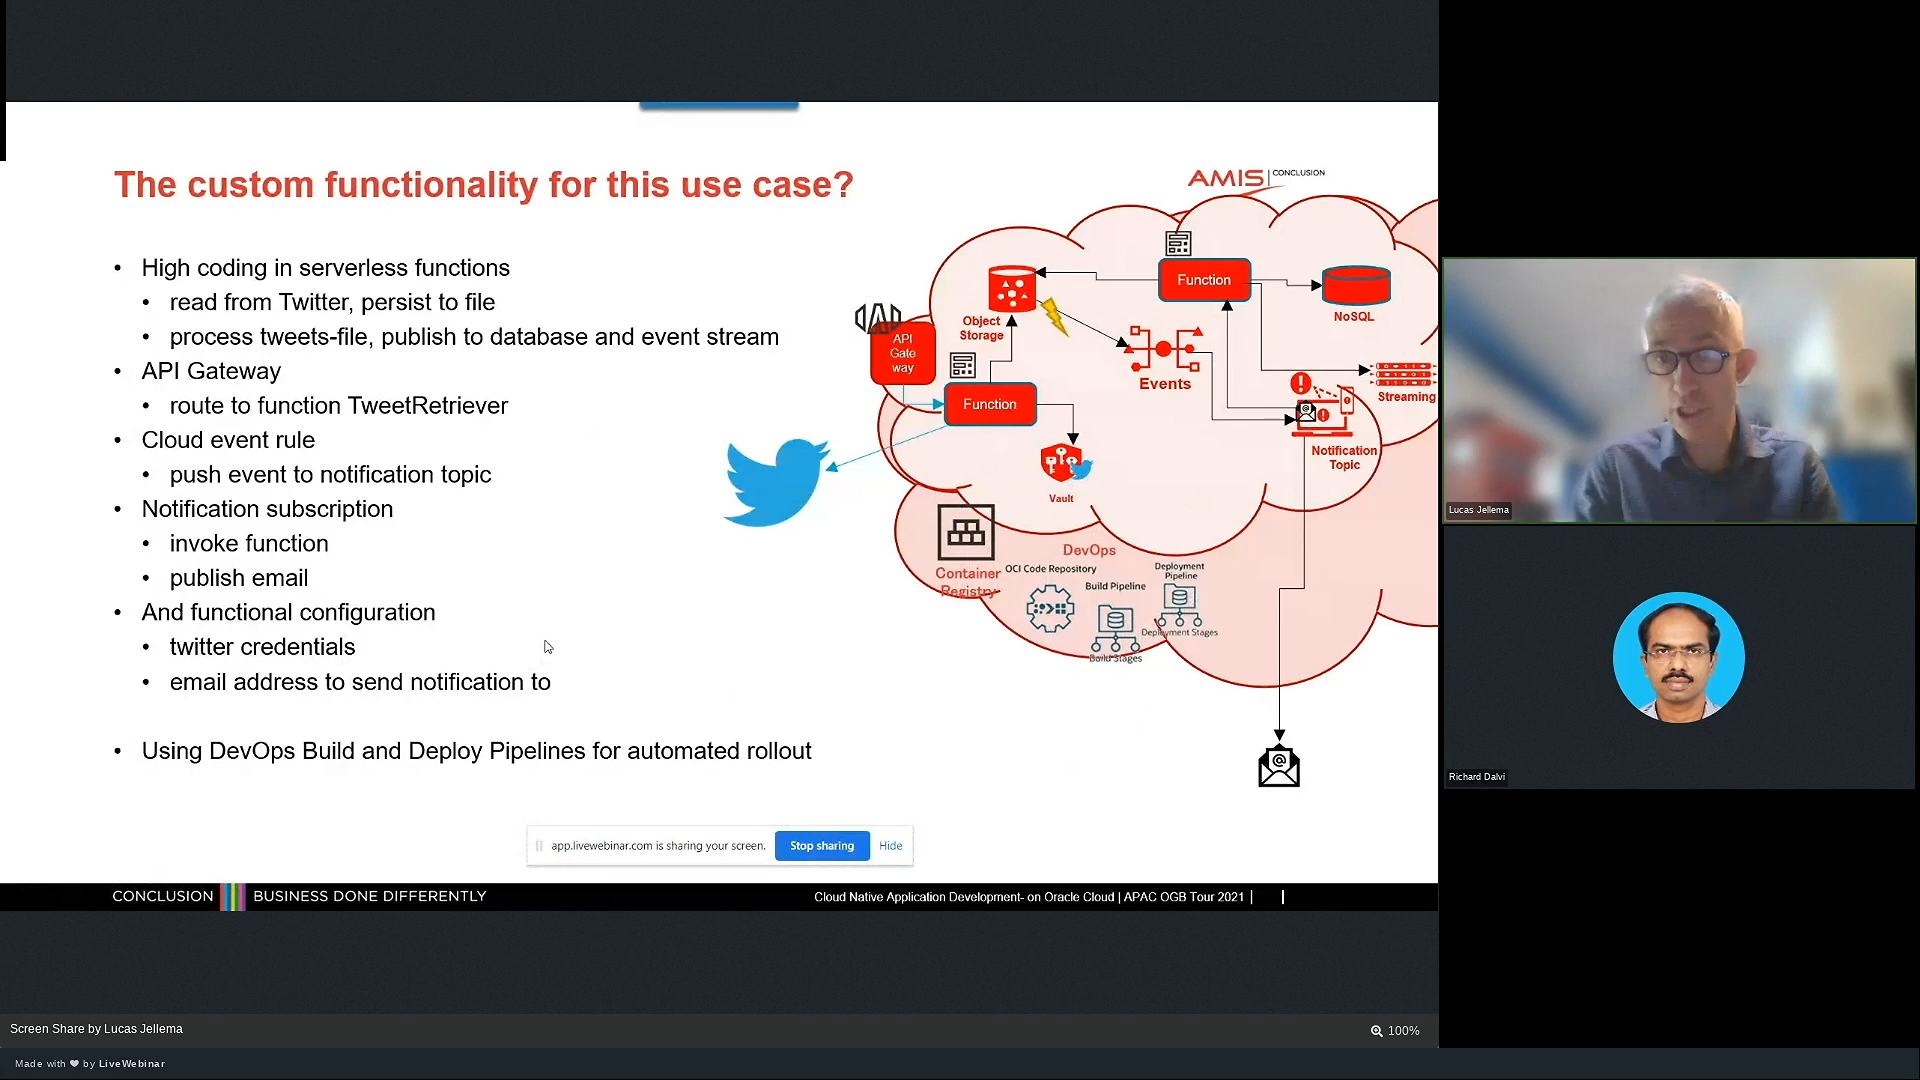 The custom functionality for this use case?
AMIS | CONCLUSION
• High coding in serverless functions
• read from Twitter, persist to file
• process tweets-file, publish to database and event stream
• API Gateway
• route to function TweetRetriever
• Cloud event rule
• push event to notification topic
• Notification subscription
• invoke function
• publish email
• And functional configuration
• twitter credentials
• email address to send notification to
• Using DevOps Build and Deploy Pipelines for automated rollout
Function
NoSQL
Object
Storage
API
Gate
way
Events
Streaming
Function
Notification
Topic
Vault
DevOps
Container
Registry
OCI Code Repository
Build Pipeline
Build Stages
Deployment
Pipeline
Deployment Stages
app.livewebinar.com is sharing your screen.
Stop sharing
Hide
CONCLUSION BUSINESS DONE DIFFERENTLY
Cloud Native Application Development- on Oracle Cloud | APAC OGB Tour 2021 |
Screen Share by Lucas Jellema
100%
Made with ❤ by LiveWebinar
Lucas Jellema
Richard Dalvi